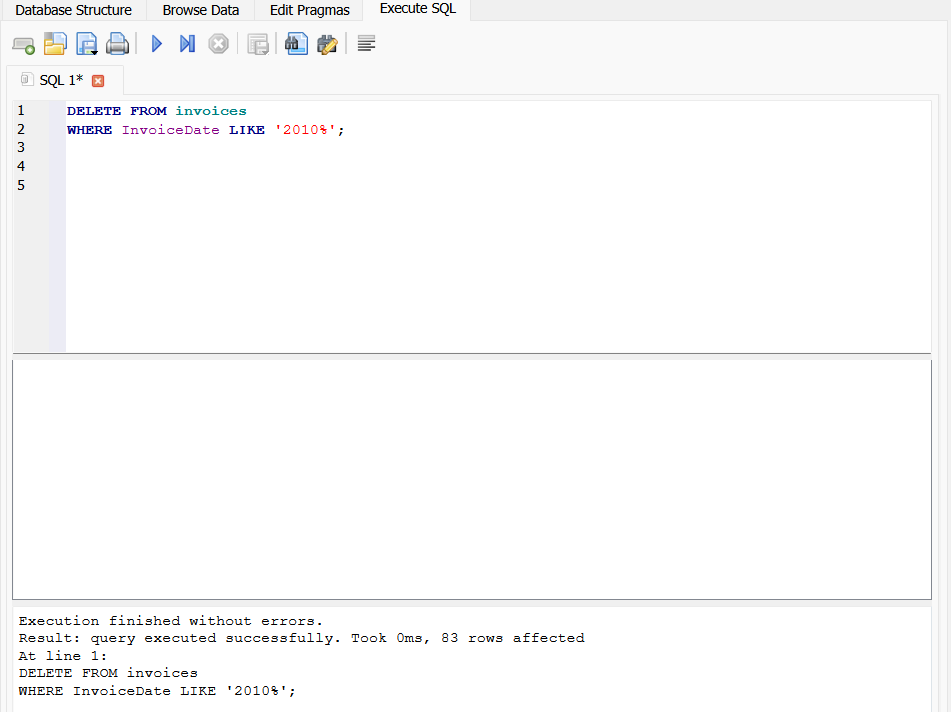 Database Structure Browse Data Edit Pragmas Execute SQL
SQL 1*
1 DELETE FROM invoices
2 WHERE InvoiceDate LIKE '2010%';
3
4
5
Execution finished without errors.
Result: query executed successfully. Took 0ms, 83 rows affected
At line 1:
DELETE FROM invoices
WHERE InvoiceDate LIKE '2010%';